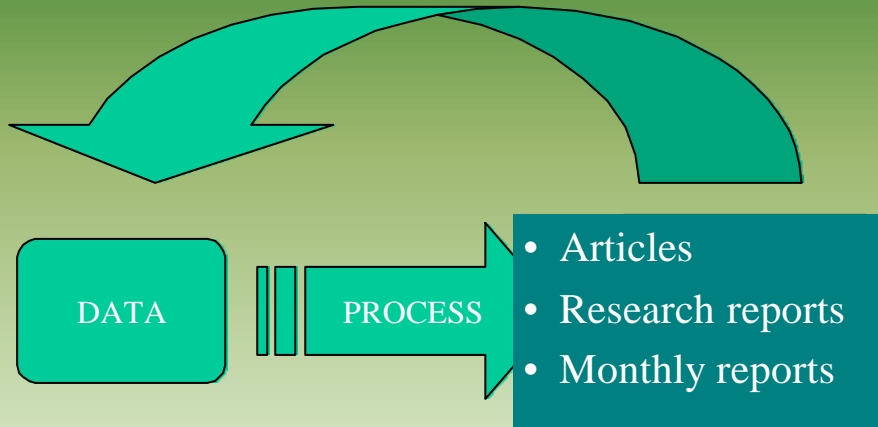 DATA
PROCESS
• Articles
• Research reports
• Monthly reports